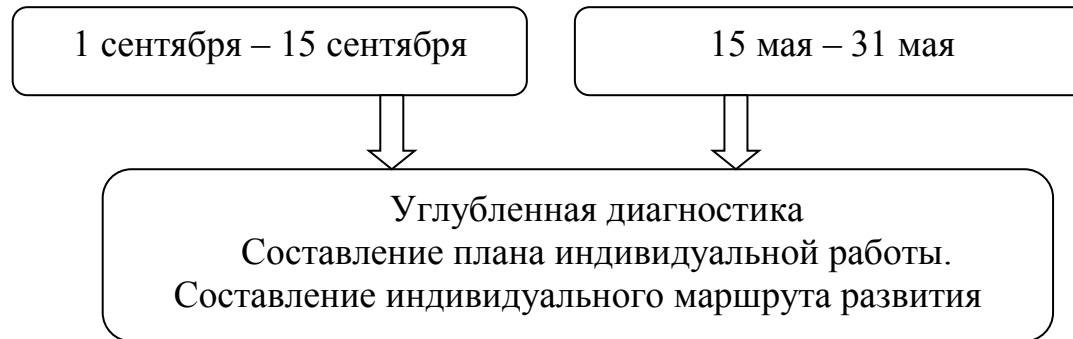 1 сентября – 15 сентября
15 мая – 31 мая
Углубленная диагностика
Составление плана индивидуальной работы.
Составление индивидуального маршрута развития